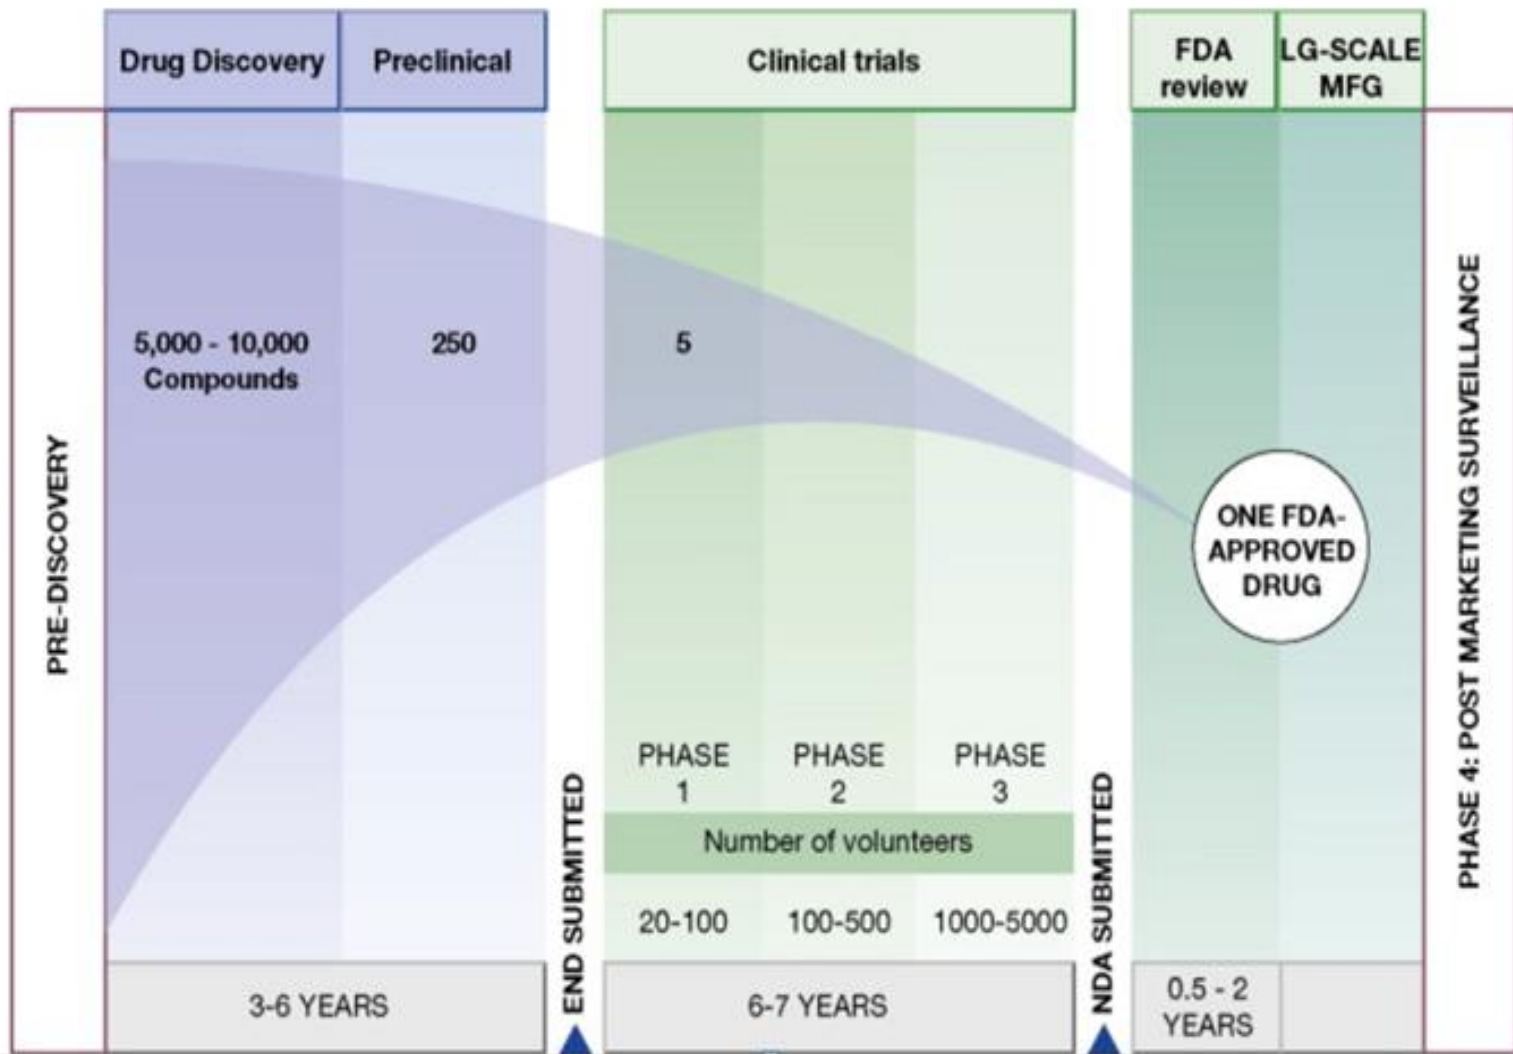 Drug Discovery
Preclinical
Clinical trials
FDA
review
LG-SCALE
MFG
PRE-DISCOVERY
5,000 - 10,000
Compounds
250
5
ONE FDA-
APPROVED
DRUG
PHASE
1
PHASE
2
PHASE
3
Number of volunteers
20-100
100-500
1000-5000
3-6 YEARS
END SUBMITTED
6-7 YEARS
NDA SUBMITTED
0.5 - 2
YEARS
PHASE 4: POST MARKETING SURVEILLANCE